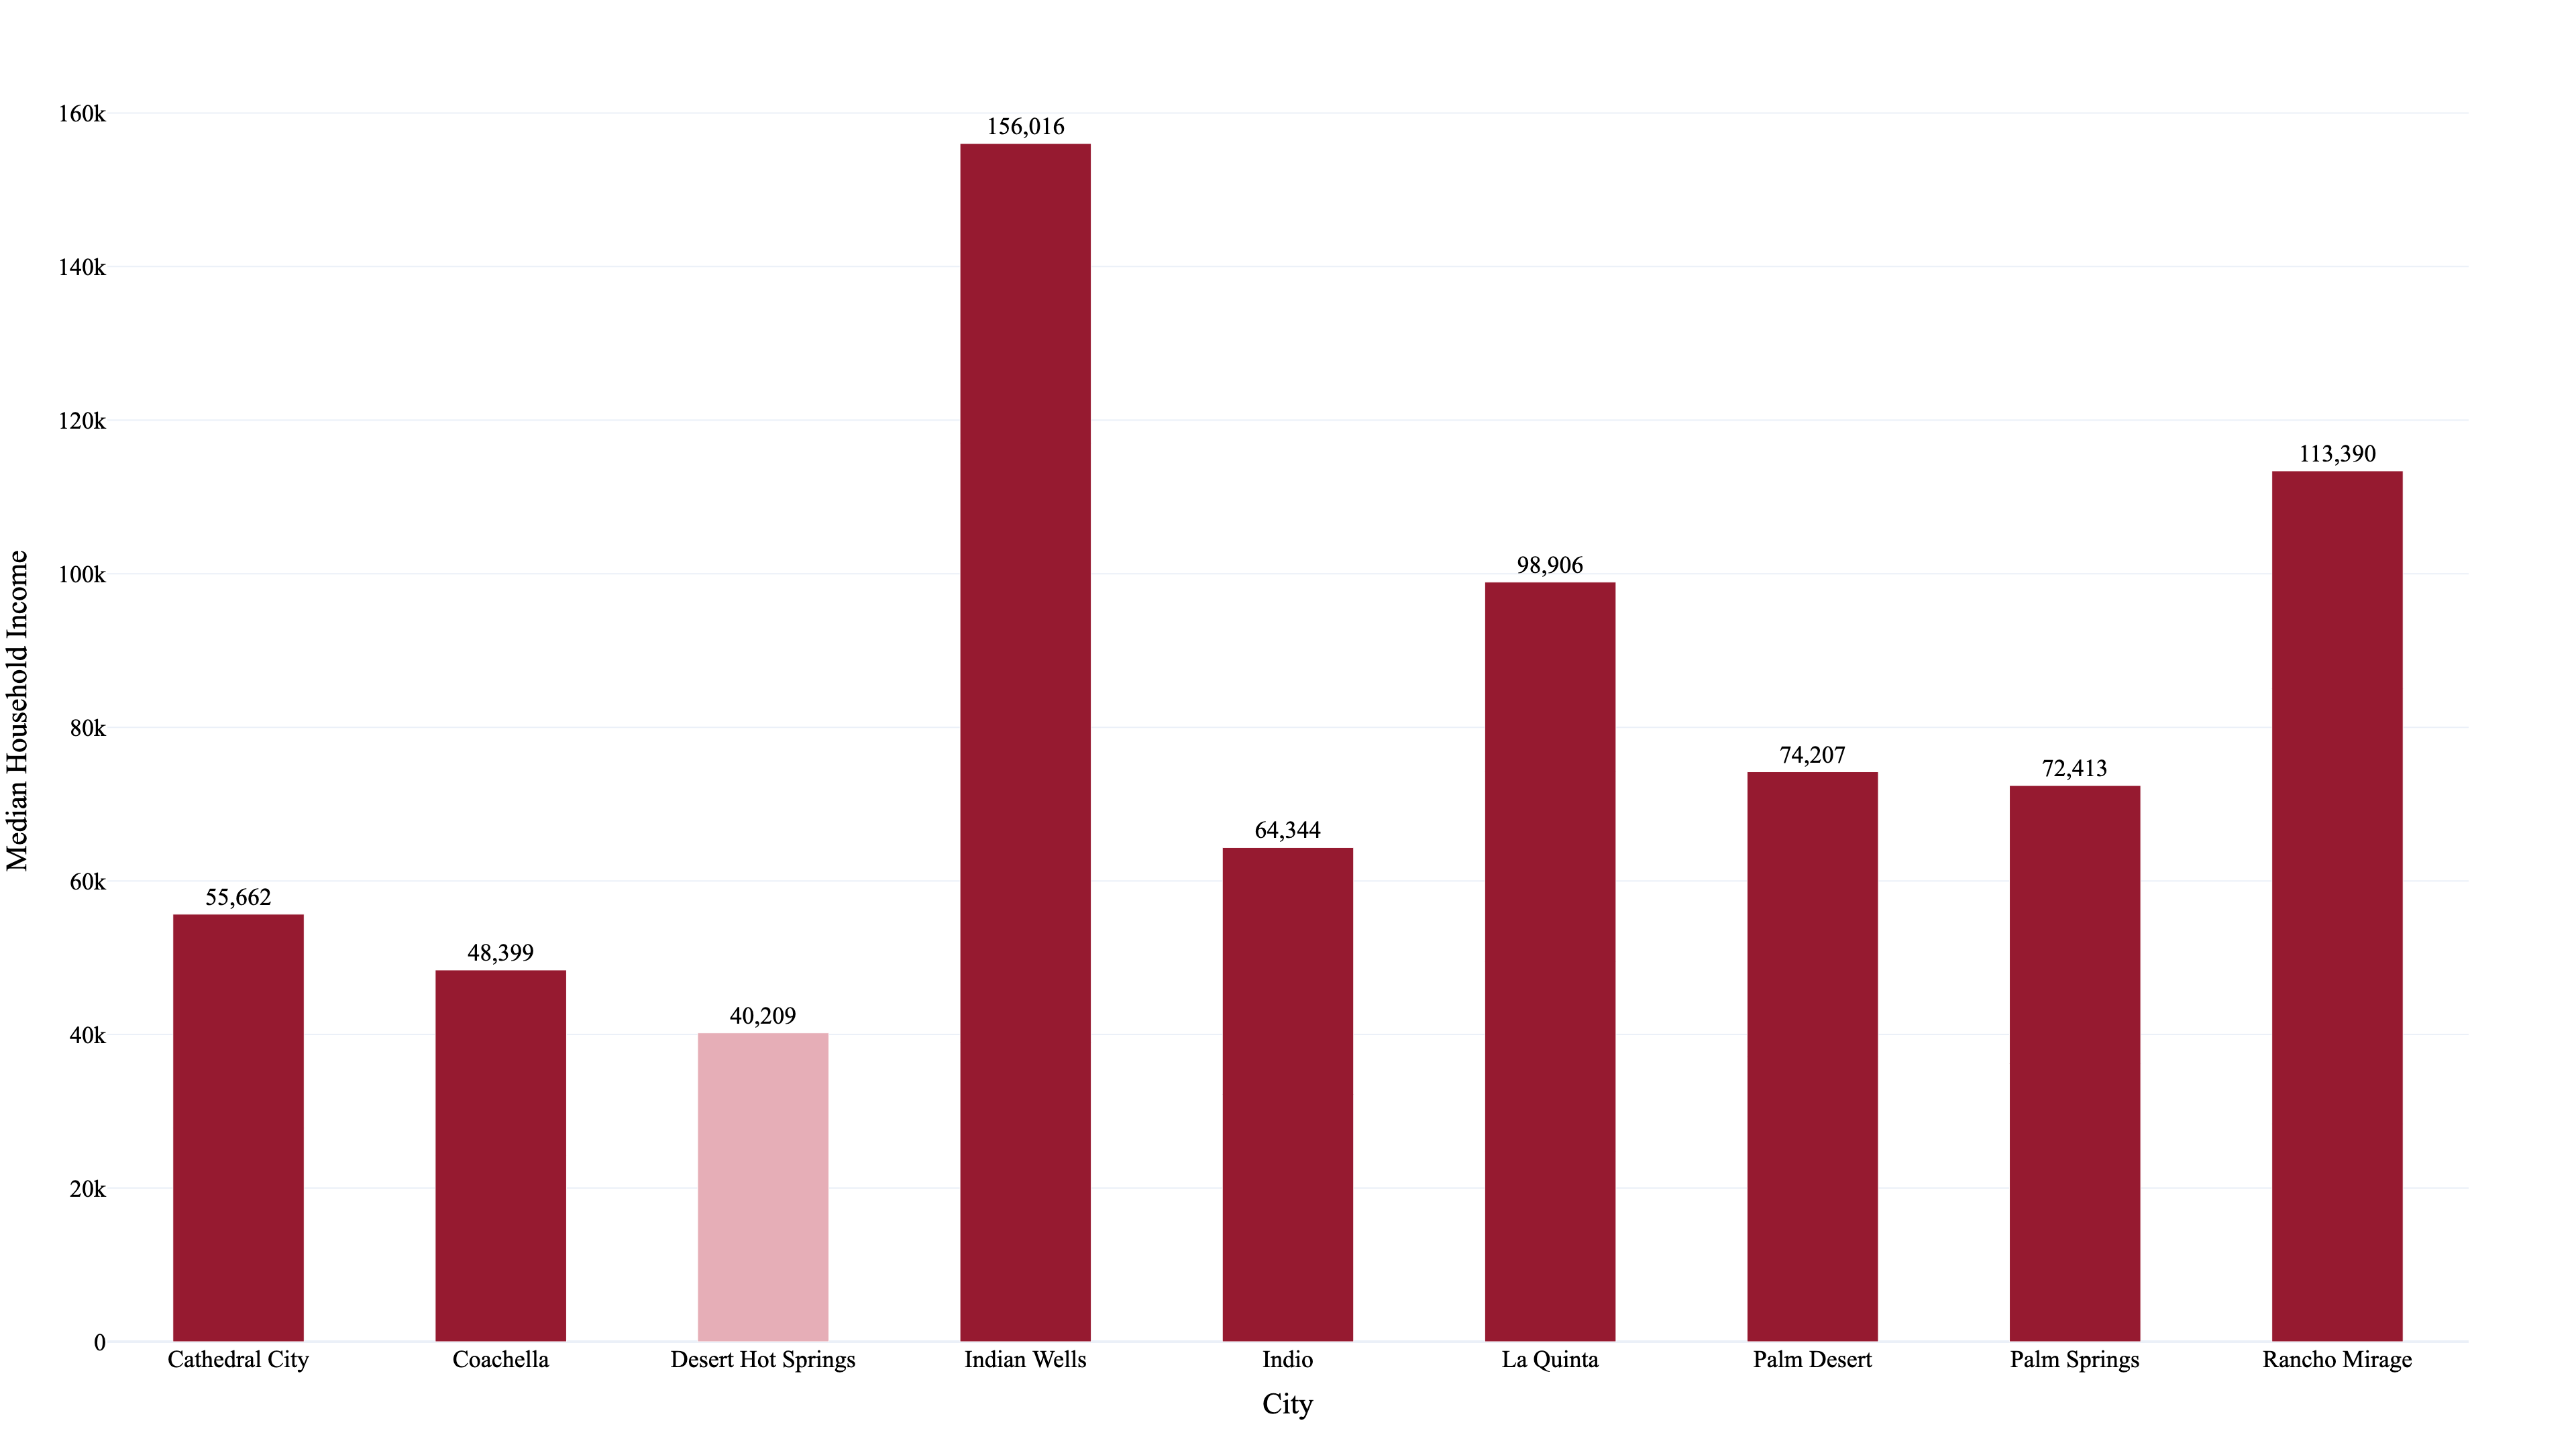 160k
140k
120k
100k
80k
60k
40k
20k
0
Median Household Income
55,662
48,399
40,209
156,016
64,344
98,906
74,207
72,413
113,390
Cathedral City
Coachella
Desert Hot Springs
Indian Wells
Indio
La Quinta
Palm Desert
Palm Springs
Rancho Mirage
City